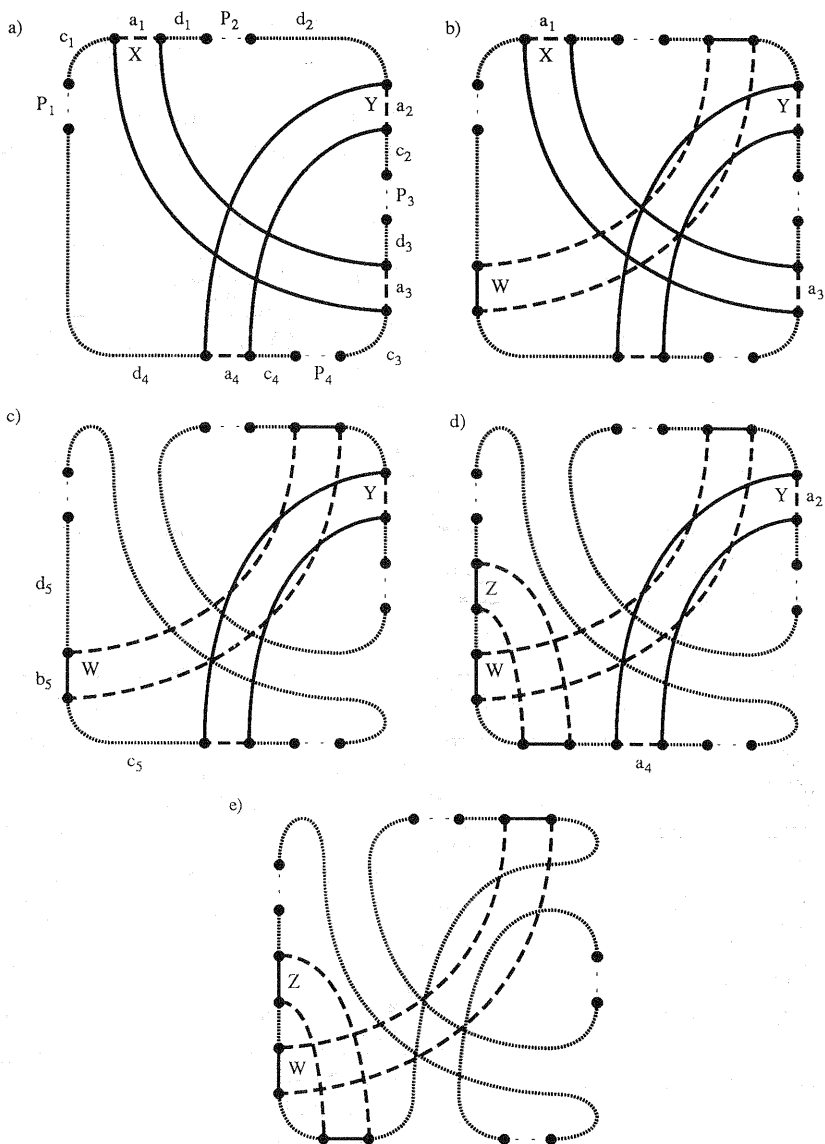 a)
c₁ a₁ d₁ P₂ d₂
X
P₁
Y
a₂
c₂
P₃
d₃
a₃
d₄ a₄ c₄ P₄ c₃
b)
a₁
X
Y
W
a₃
c)
Y
d₅
W
b₅
c₅
d)
Y a₂
Z
W
a₄
e)
Z
W